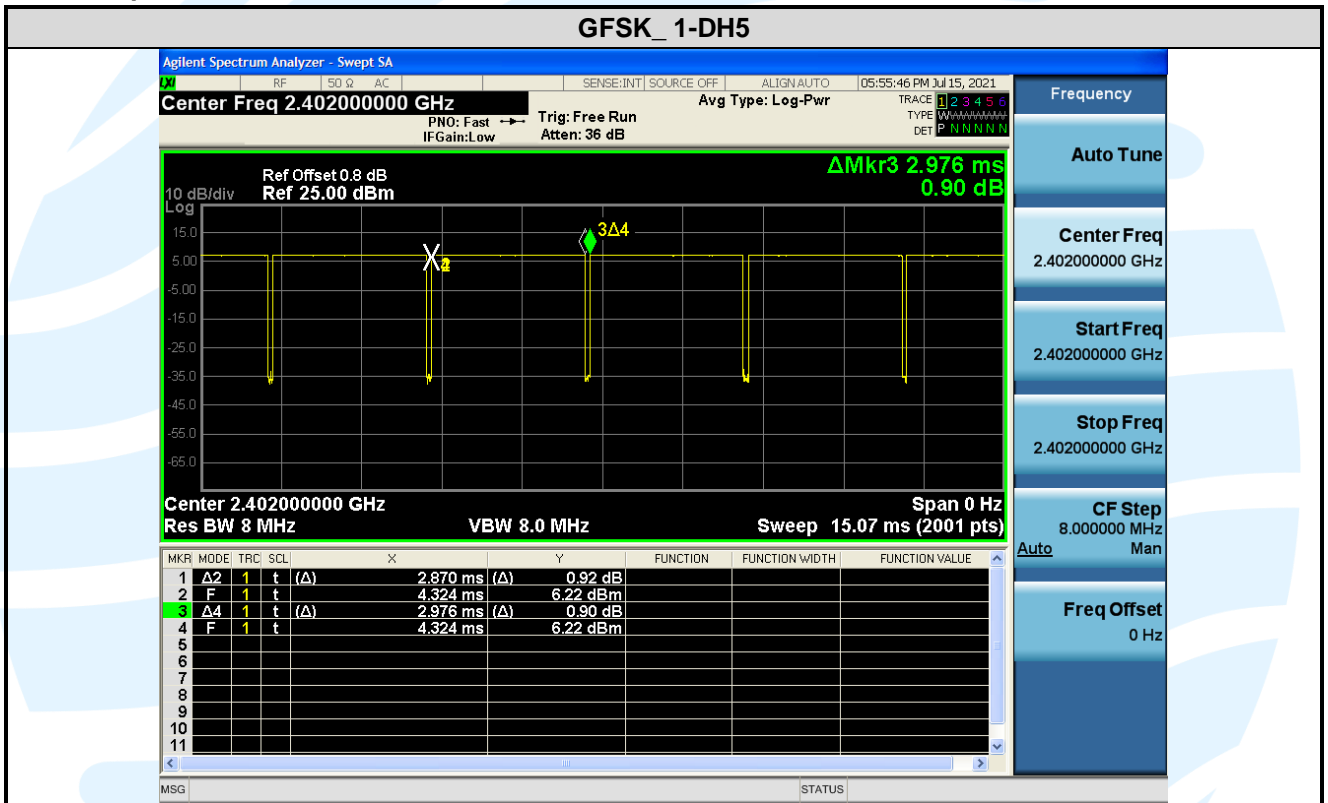 GFSK_ 1-DH5
Agilent Spectrum Analyzer - Swept SA
LXI RF 50 Ω AC SENSE:INT SOURCE OFF ALIGN AUTO 05:55:46 PM Jul 15, 2021
Center Freq 2.402000000 GHz
PNO: Fast
IFGain:Low
Trig: Free Run
Atten: 36 dB
Avg Type: Log-Pwr
TRACE 1 2 3 4 5 6
TYPE WWWWWW
DET P N N N N N
ΔMkr3 2.976 ms
0.90 dB
Ref Offset 0.8 dB
10 dB/div Ref 25.00 dBm
Log
15.0
5.00
-5.00
-15.0
-25.0
-35.0
-45.0
-55.0
-65.0
3Δ4
Center 2.402000000 GHz Span 0 Hz
Res BW 8 MHz VBW 8.0 MHz Sweep 15.07 ms (2001 pts)
MKR MODE TRC SCL X Y FUNCTION FUNCTION WIDTH FUNCTION VALUE
1 Δ2 1 t (Δ) 2.870 ms (Δ) 0.92 dB
2 F 1 t 4.324 ms 6.22 dBm
3 Δ4 1 t (Δ) 2.976 ms (Δ) 0.90 dB
4 F 1 t 4.324 ms 6.22 dBm
5
6
7
8
9
10
11
MSG STATUS
Frequency
Auto Tune
Center Freq
2.402000000 GHz
Start Freq
2.402000000 GHz
Stop Freq
2.402000000 GHz
CF Step
8.000000 MHz
Auto Man
Freq Offset
0 Hz